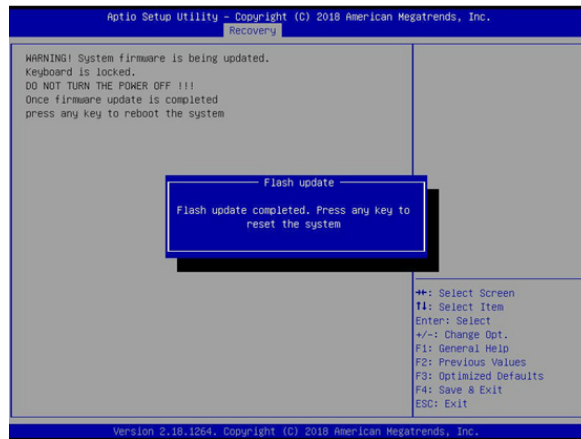 Aptio Setup Utility – Copyright (C) 2018 American Megatrends, Inc.
Recovery
WARNING! System firmware is being updated.
Keyboard is locked.
DO NOT TURN THE POWER OFF !!!
Once firmware update is completed
press any key to reboot the system
Flash update
Flash update completed. Press any key to
reset the system
→←: Select Screen
↑↓: Select Item
Enter: Select
+/-: Change Opt.
F1: General Help
F2: Previous Values
F3: Optimized Defaults
F4: Save & Exit
ESC: Exit
Version 2.18.1264. Copyright (C) 2018 American Megatrends, Inc.